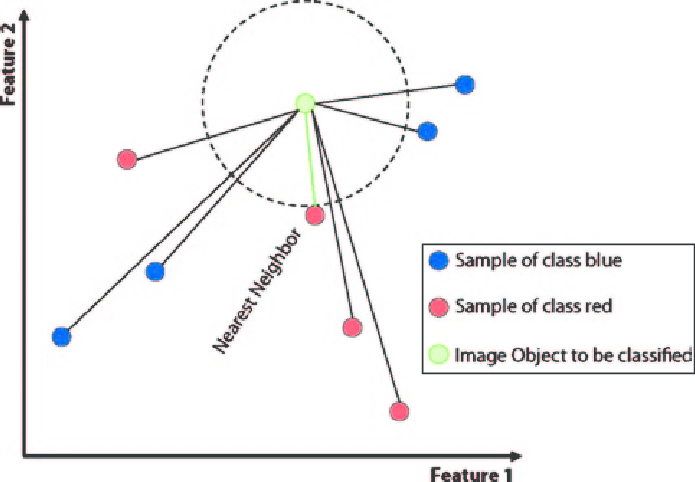 Feature 2
Nearest Neighbor
Sample of class blue
Sample of class red
Image Object to be classified
Feature 1